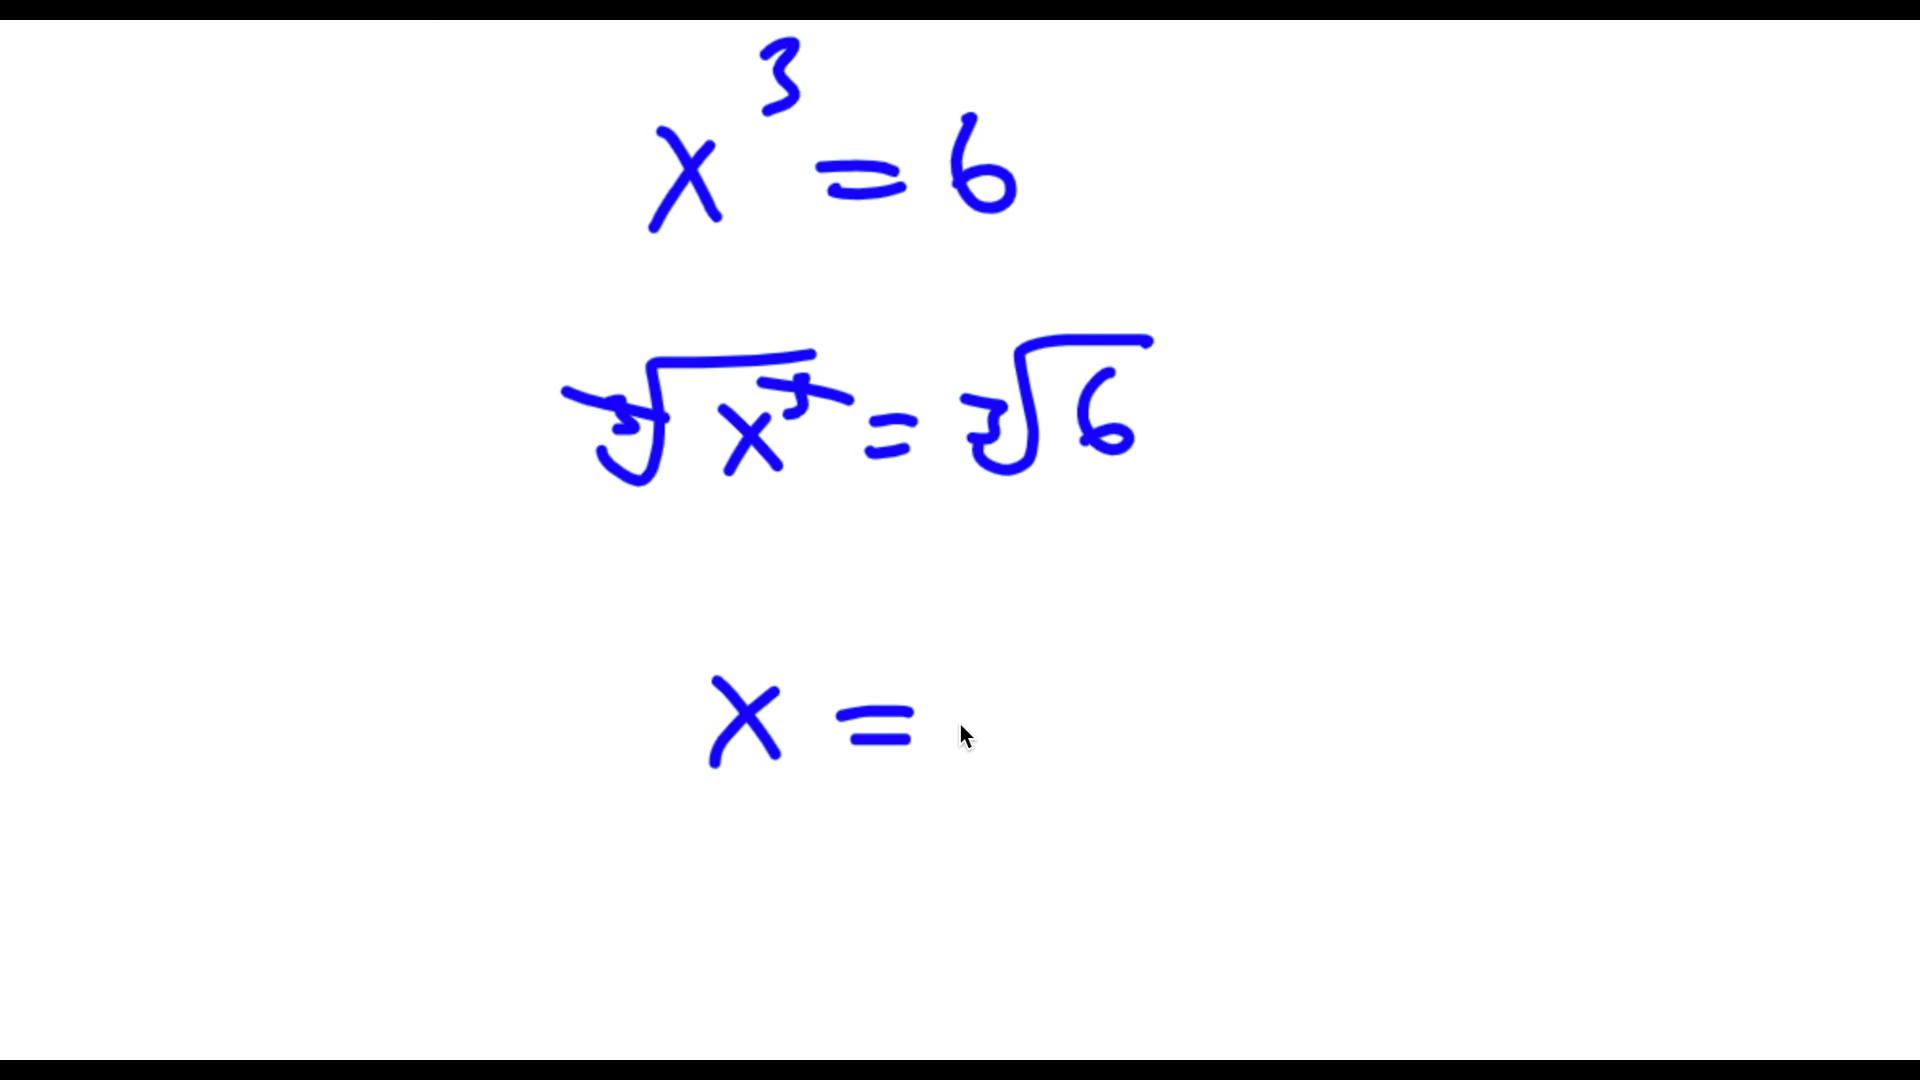 x³ = 6
∛x³ = ∛6
x =